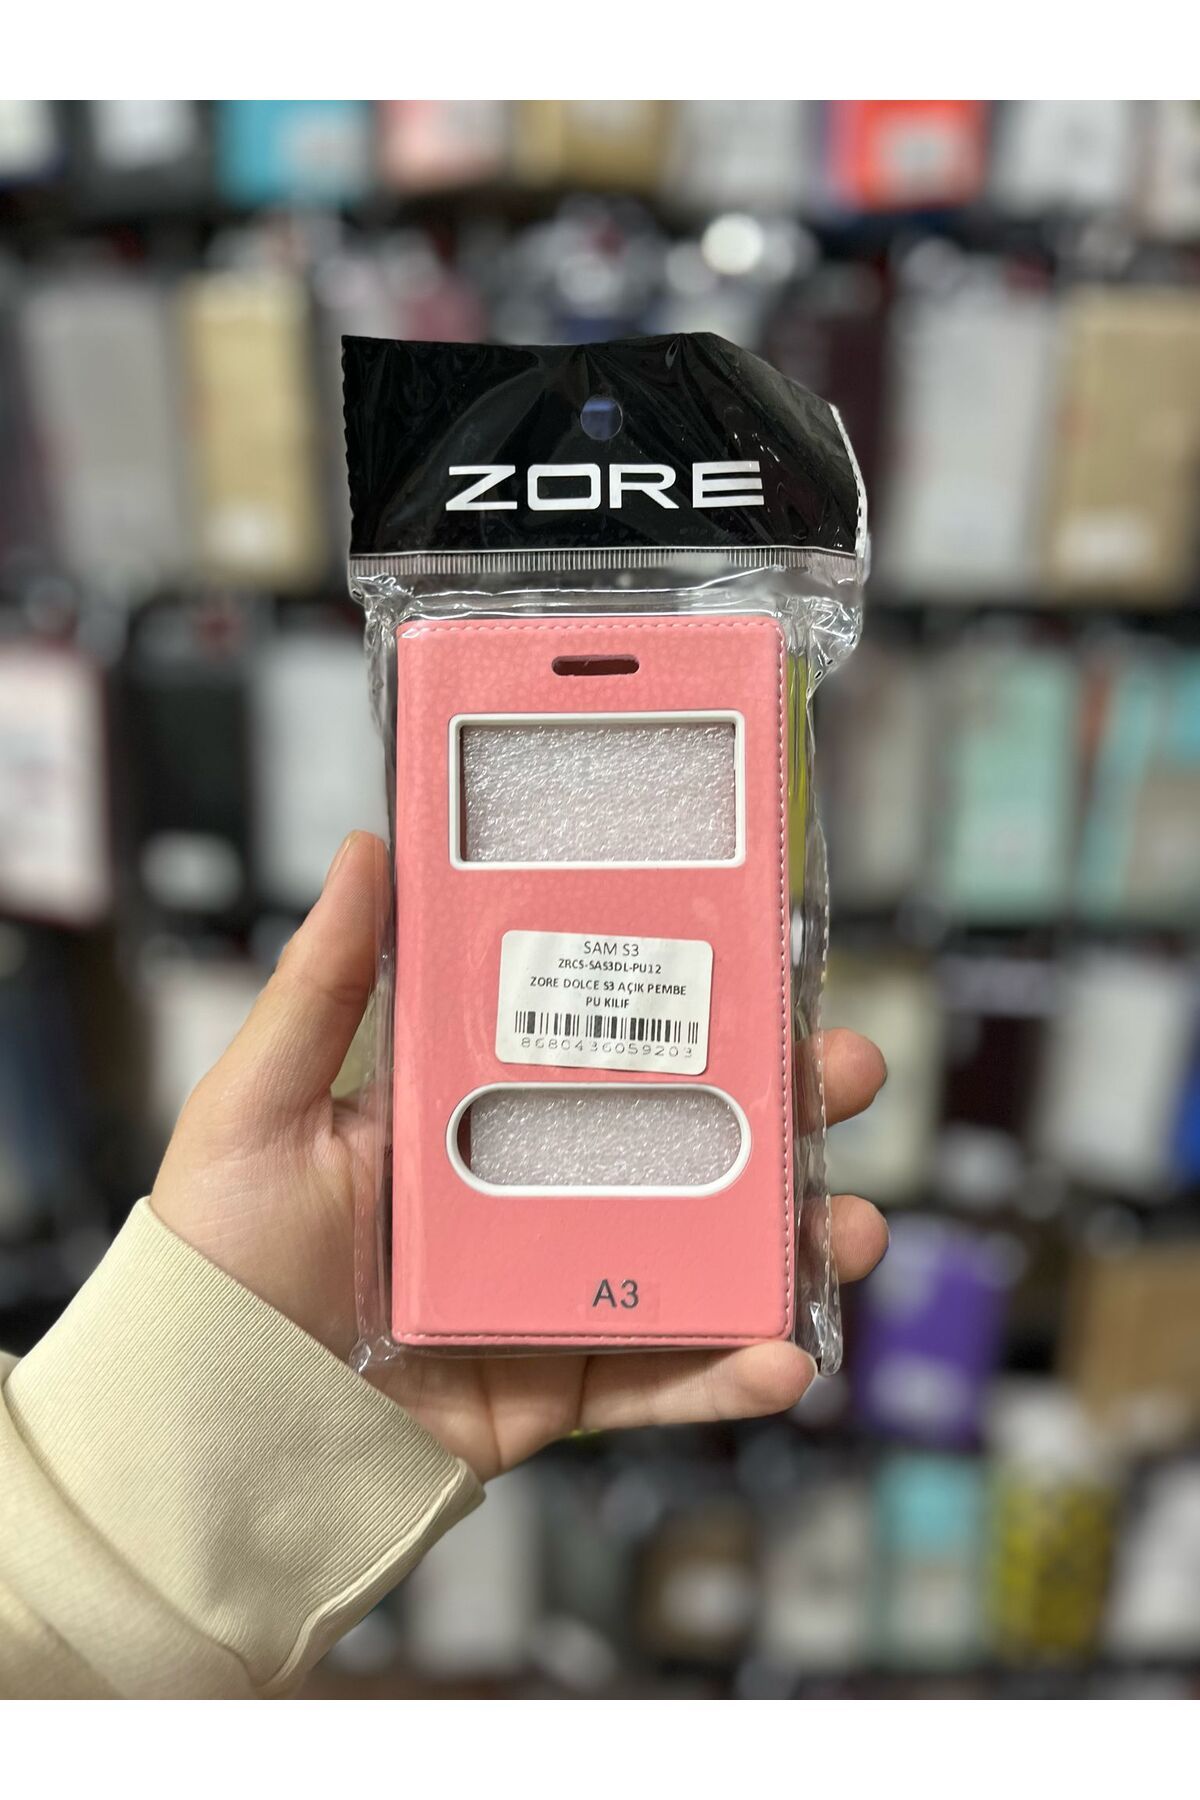 ZORE
SAM S3
ZRCS-SAS3DL-PU12
ZORE DOLCE S3 AÇIK PEMBE
PU KILIF
8680436059203
A3